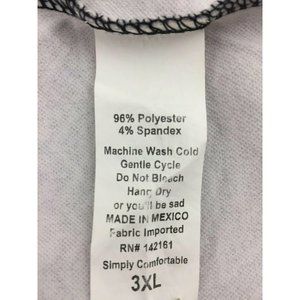 96% Polyester
4% Spandex
Machine Wash Cold
Gentle Cycle
Do Not Bleach
Hang Dry
or you'll be sad
MADE IN MEXICO
Fabric Imported
RN# 142161
Simply Comfortable
3XL